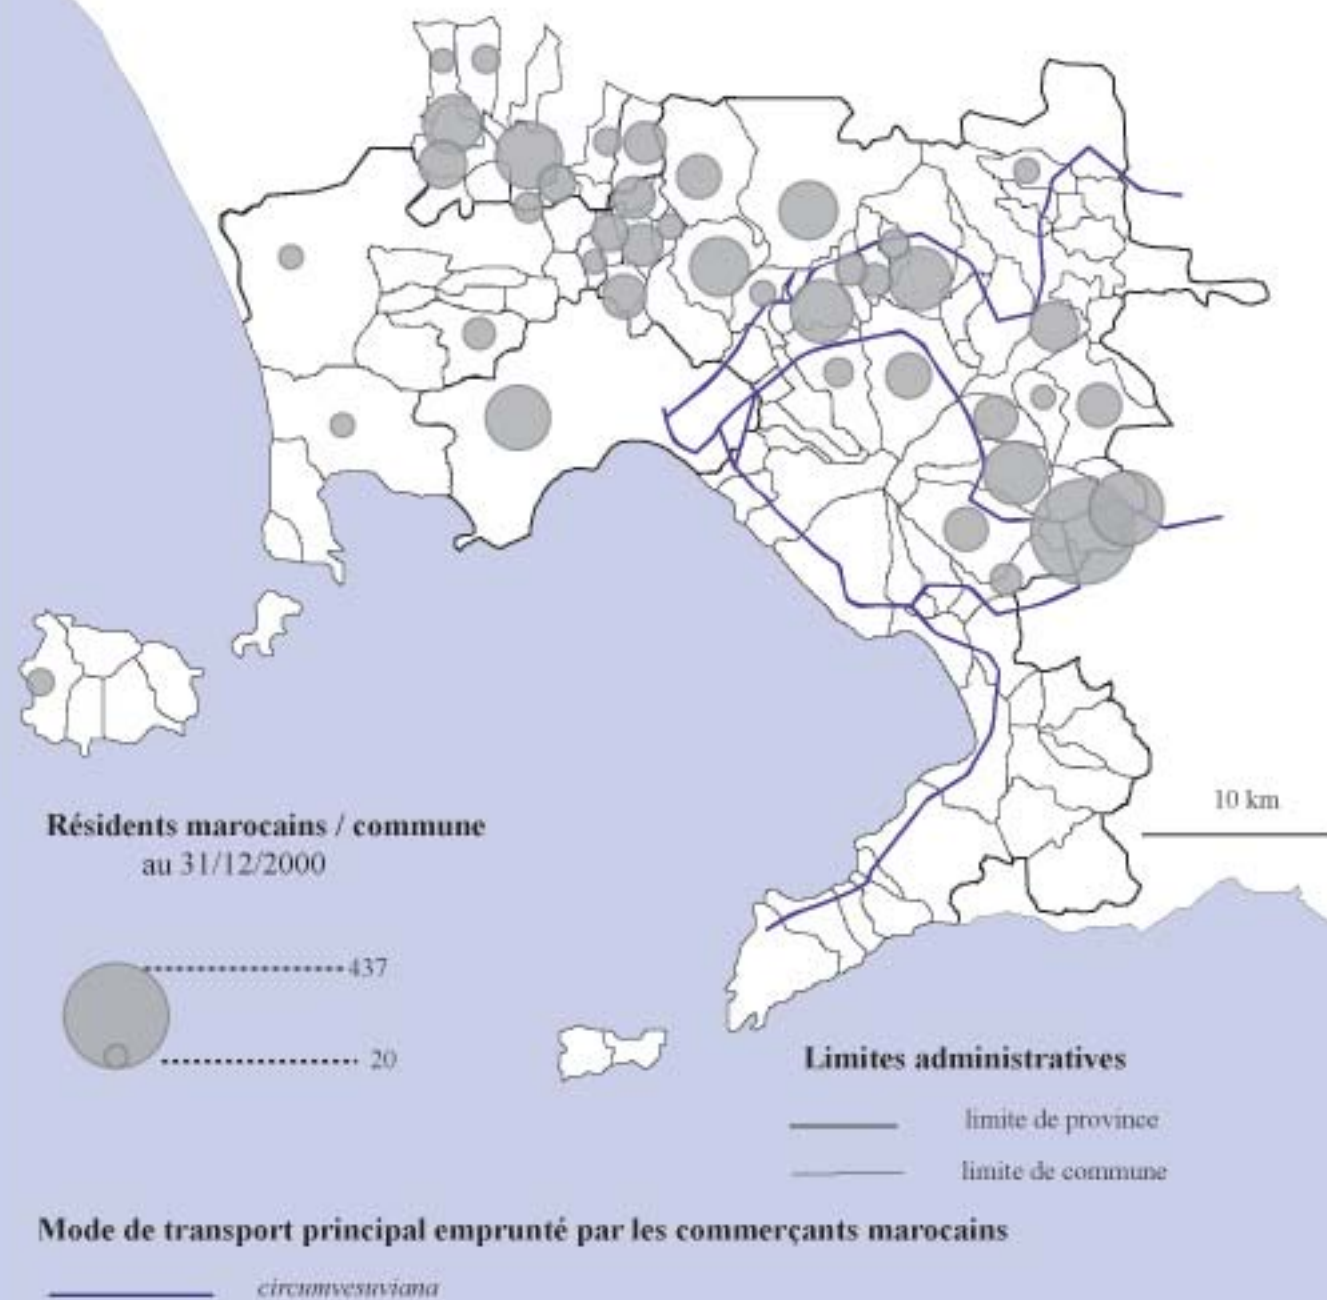 10 km
Résidents marocains / commune
au 31/12/2000
437
20
Limites administratives
limite de province
limite de commune
Mode de transport principal emprunté par les commerçants marocains
circumvesuviana